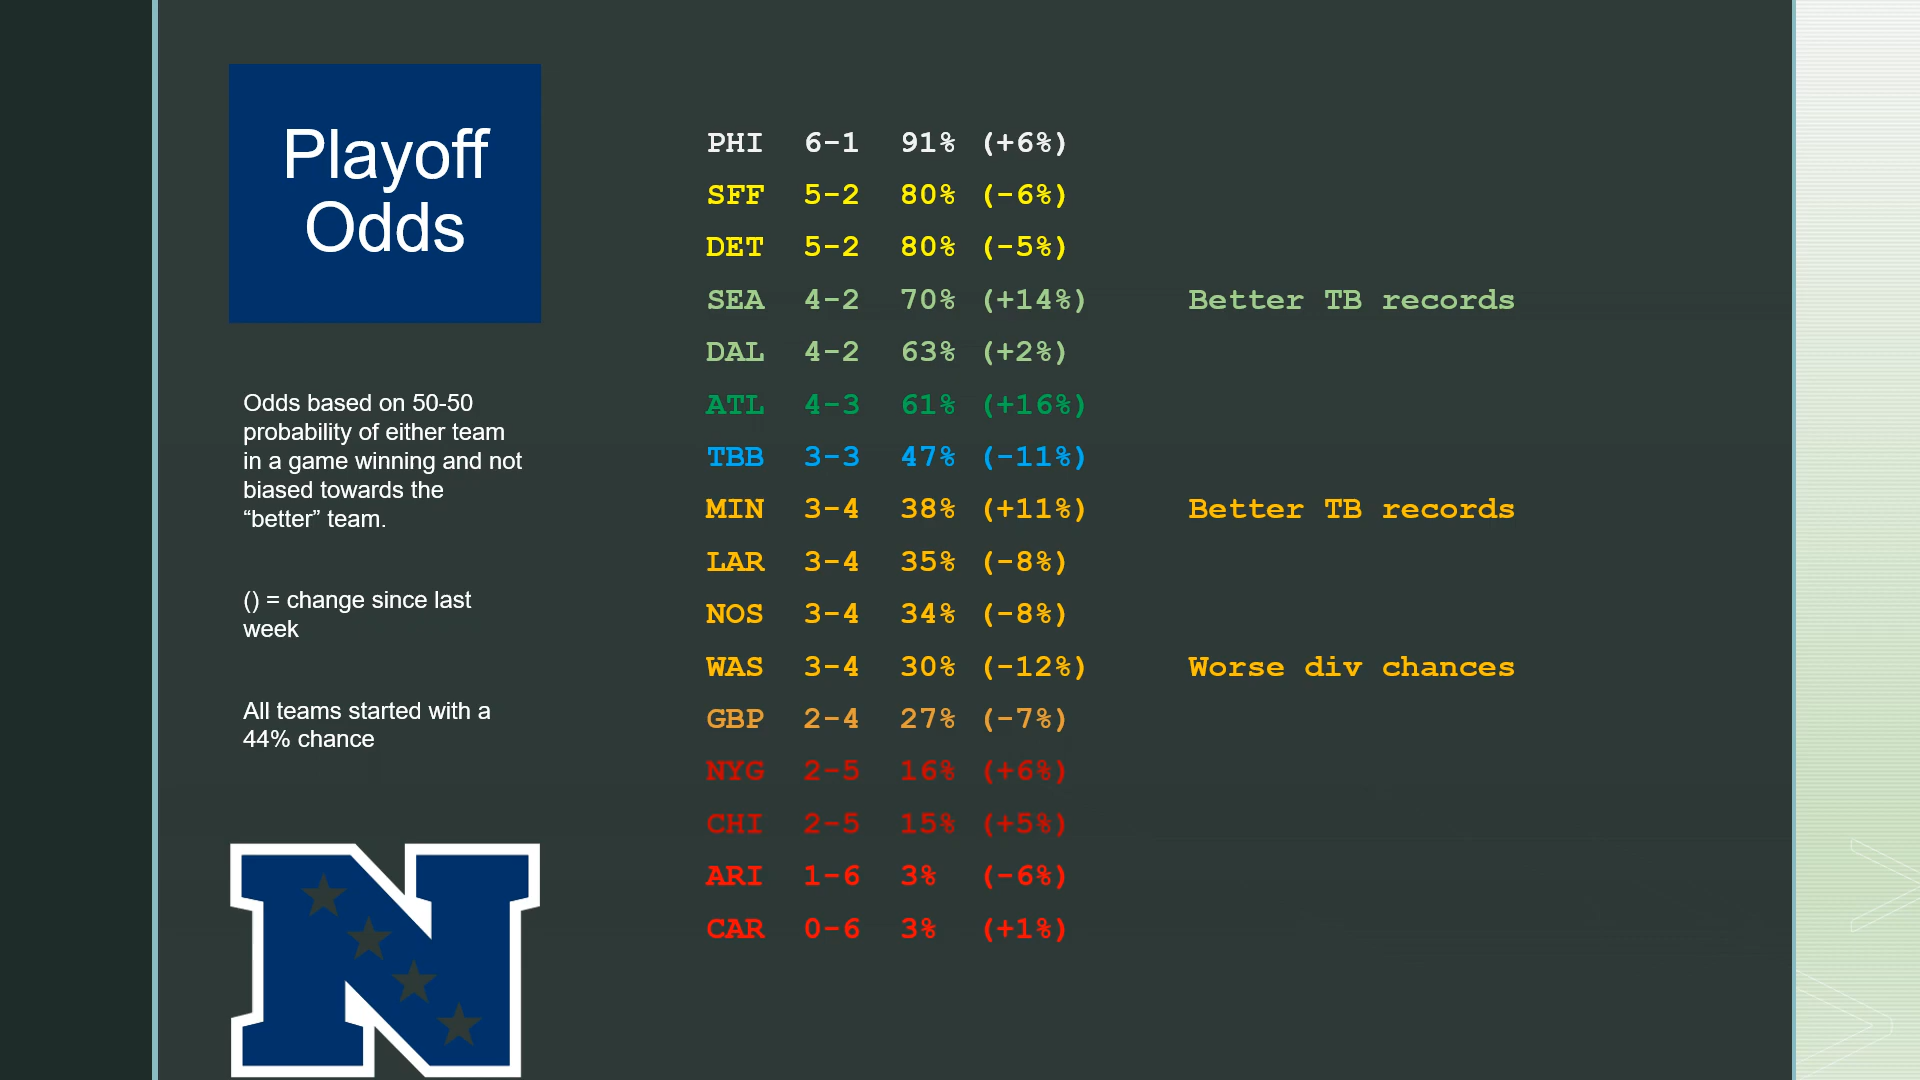 Playoff
Odds
Odds based on 50-50
probability of either team
in a game winning and not
biased towards the
“better” team.
() = change since last
week
All teams started with a
44% chance
PHI 6-1 91% (+6%)
SFF 5-2 80% (-6%)
DET 5-2 80% (-5%)
SEA 4-2 70% (+14%) Better TB records
DAL 4-2 63% (+2%)
ATL 4-3 61% (+16%)
TBB 3-3 47% (-11%)
MIN 3-4 38% (+11%) Better TB records
LAR 3-4 35% (-8%)
NOS 3-4 34% (-8%)
WAS 3-4 30% (-12%) Worse div chances
GBP 2-4 27% (-7%)
NYG 2-5 16% (+6%)
CHI 2-5 15% (+5%)
ARI 1-6 3% (-6%)
CAR 0-6 3% (+1%)
N